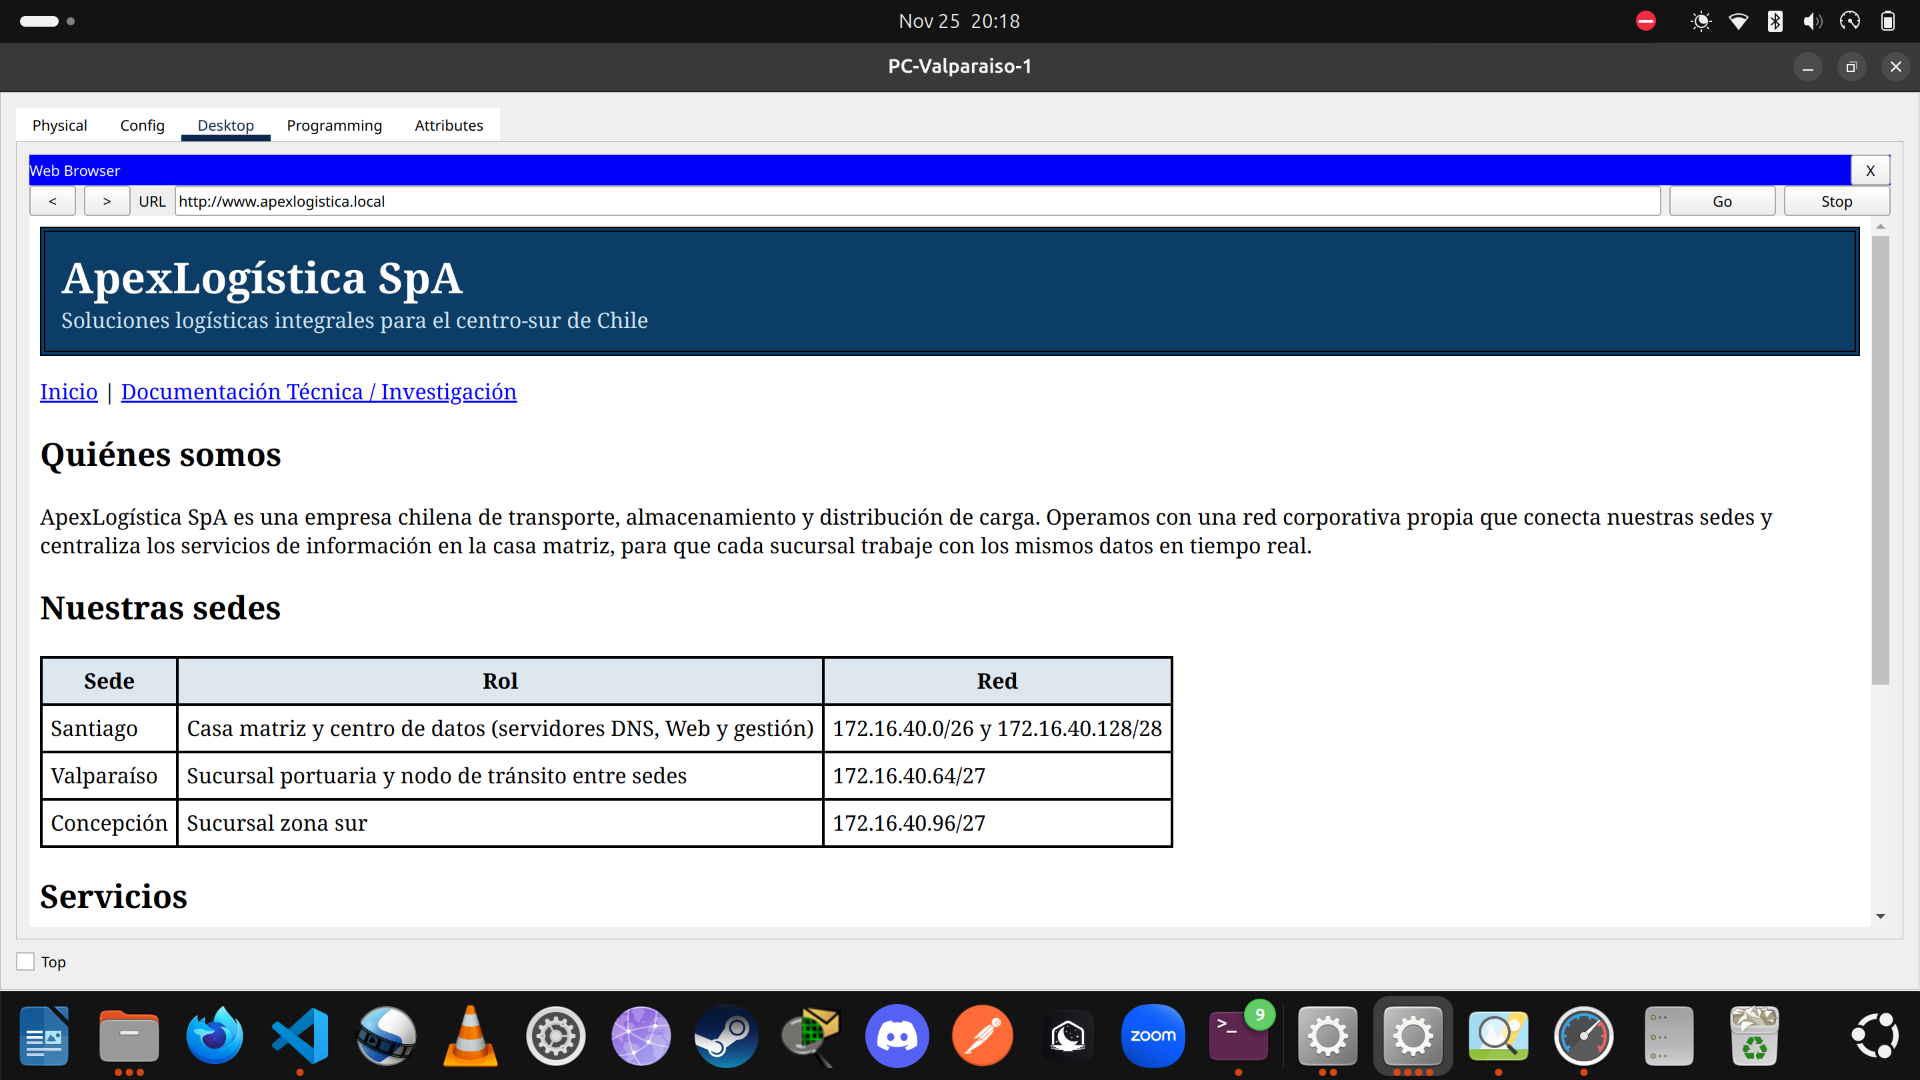 Nov 25 20:18
PC-Valparaiso-1
Physical Config Desktop Programming Attributes
Web Browser X
< > URL http://www.apexlogistica.local Go Stop
ApexLogística SpA
Soluciones logísticas integrales para el centro-sur de Chile
Inicio | Documentación Técnica / Investigación
Quiénes somos
ApexLogística SpA es una empresa chilena de transporte, almacenamiento y distribución de carga. Operamos con una red corporativa propia que conecta nuestras sedes y
centraliza los servicios de información en la casa matriz, para que cada sucursal trabaje con los mismos datos en tiempo real.
Nuestras sedes
Sede Rol Red
Santiago Casa matriz y centro de datos (servidores DNS, Web y gestión) 172.16.40.0/26 y 172.16.40.128/28
Valparaíso Sucursal portuaria y nodo de tránsito entre sedes 172.16.40.64/27
Concepción Sucursal zona sur 172.16.40.96/27
Servicios
Top
zoom >_ 9